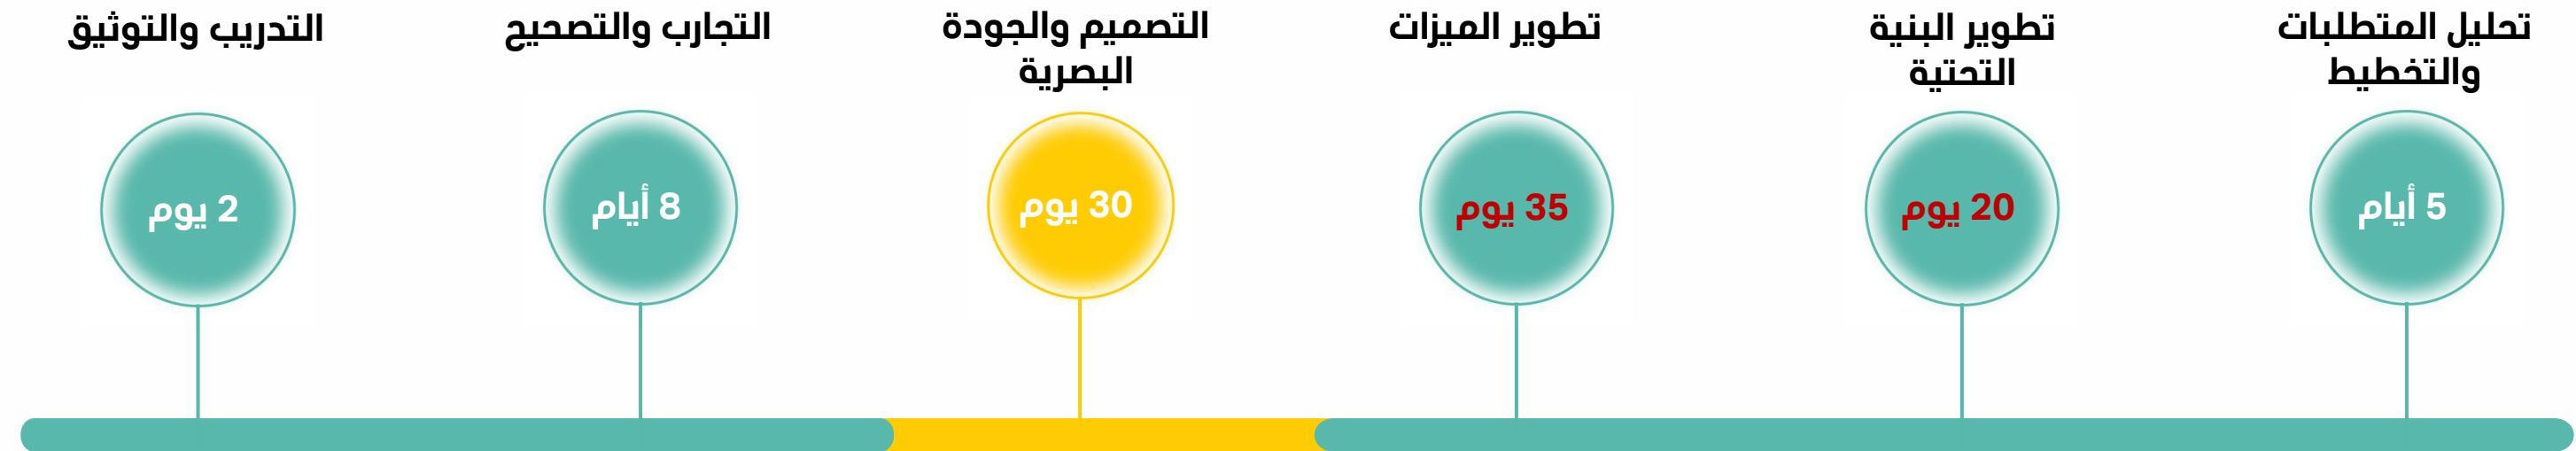 تحليل المتطلبات
والتخطيط
5 أيام
تطوير البنية
التحتية
20 يوم
تطوير الميزات
35 يوم
التصميم والجودة
البصرية
30 يوم
التجارب والتصحيح
8 أيام
التدريب والتوثيق
2 يوم